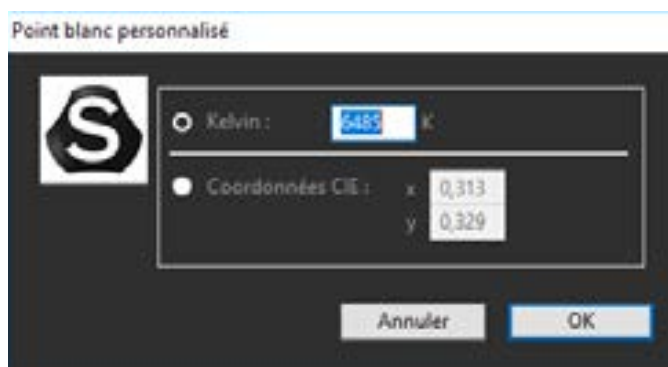 Point blanc personnalisé
S
Kelvin : 6485 K
Coordonnées CIE : x 0,313
y 0,329
Annuler OK